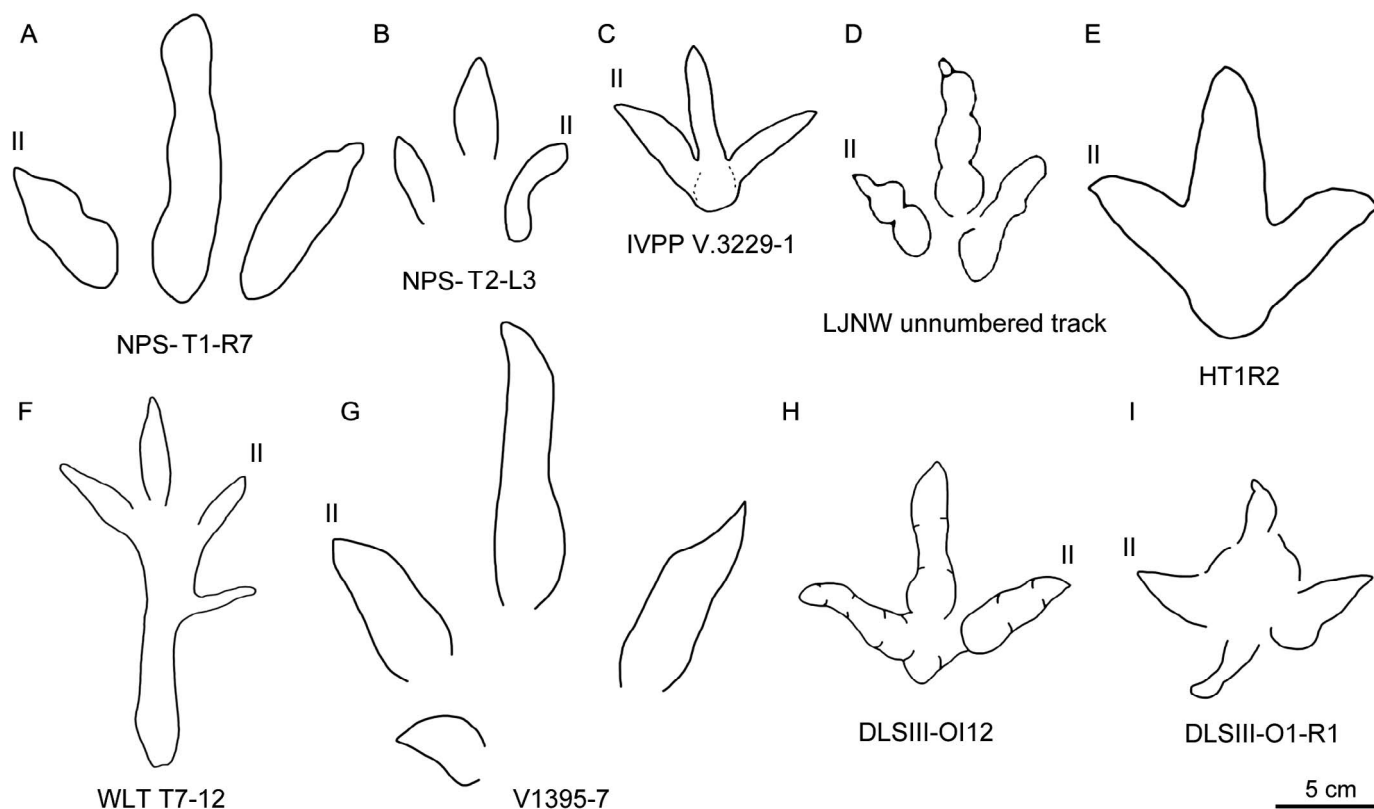 A
B
C
D
E
II
II
II
II
II
NPS- T1-R7
NPS- T2-L3
IVPP V.3229-1
LJNW unnumbered track
HT1R2
F
G
H
I
II
II
II
II
WLT T7-12
V1395-7
DLSIII-OI12
DLSIII-O1-R1
5 cm